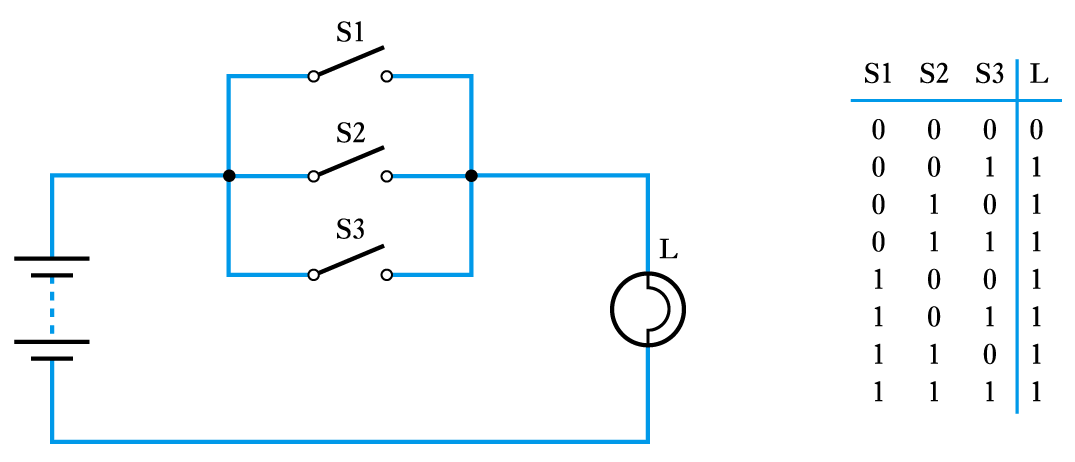 S1
S2
S3
L
S1 S2 S3 L
0 0 0 0
0 0 1 1
0 1 0 1
0 1 1 1
1 0 0 1
1 0 1 1
1 1 0 1
1 1 1 1